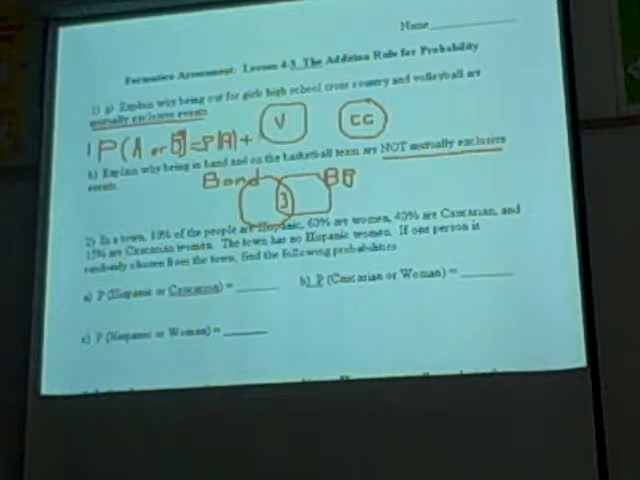 Name
Formative Assessment: Lesson 4.3 The Addition Rule for Probability
1) a) Explain why being out for girls high school cross country and volleyball are
mutually exclusive events
P(A or B) = P(A) +
V
CC
b) Explain why being in band and on the basketball team are NOT mutually exclusive
events.
Band
BB
3
2) In a town, 10% of the people are Hispanic, 60% are women, 40% are Caucasian, and
15% are Caucasian women. The town has no Hispanic women. If one person is
randomly chosen from the town, find the following probabilities
a) P (Hispanic or Caucasian) =
b) P (Caucasian or Woman) =
c) P (Hispanic or Woman) =